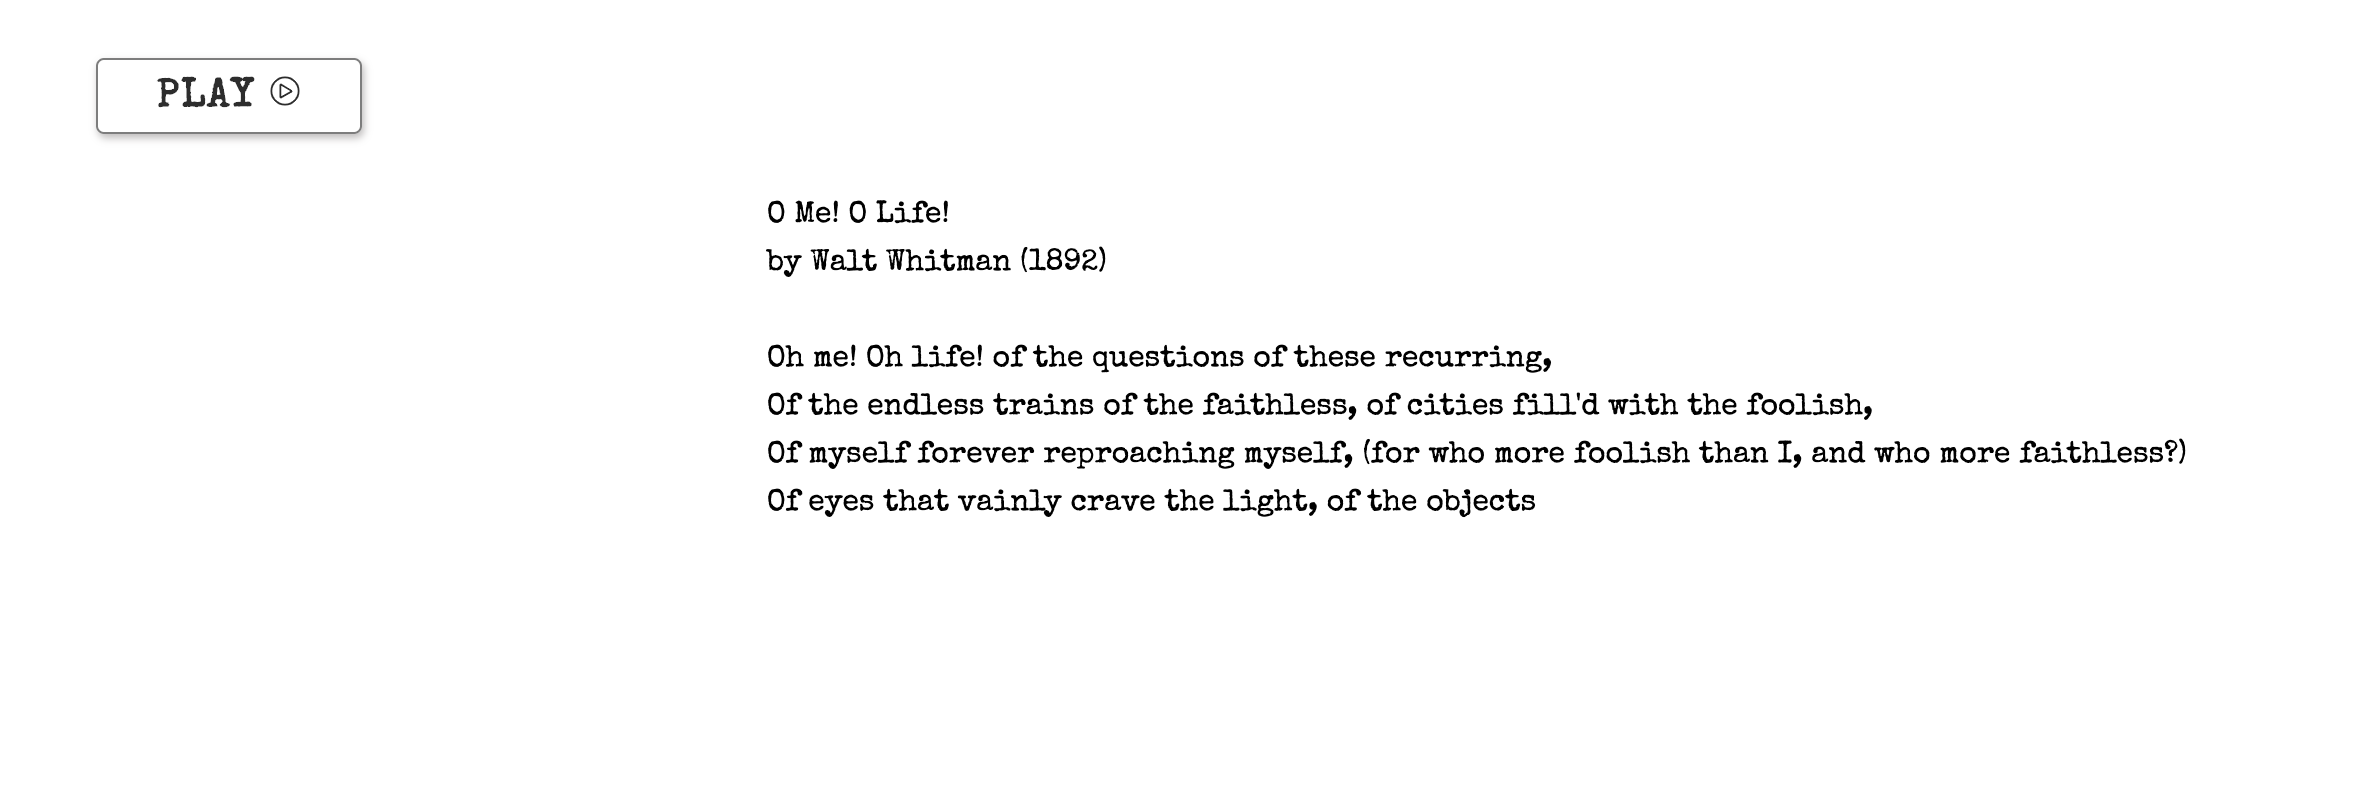 PLAY
O Me! O Life!
by Walt Whitman (1892)
Oh me! Oh life! of the questions of these recurring,
Of the endless trains of the faithless, of cities fill'd with the foolish,
Of myself forever reproaching myself, (for who more foolish than I, and who more faithless?)
Of eyes that vainly crave the light, of the objects